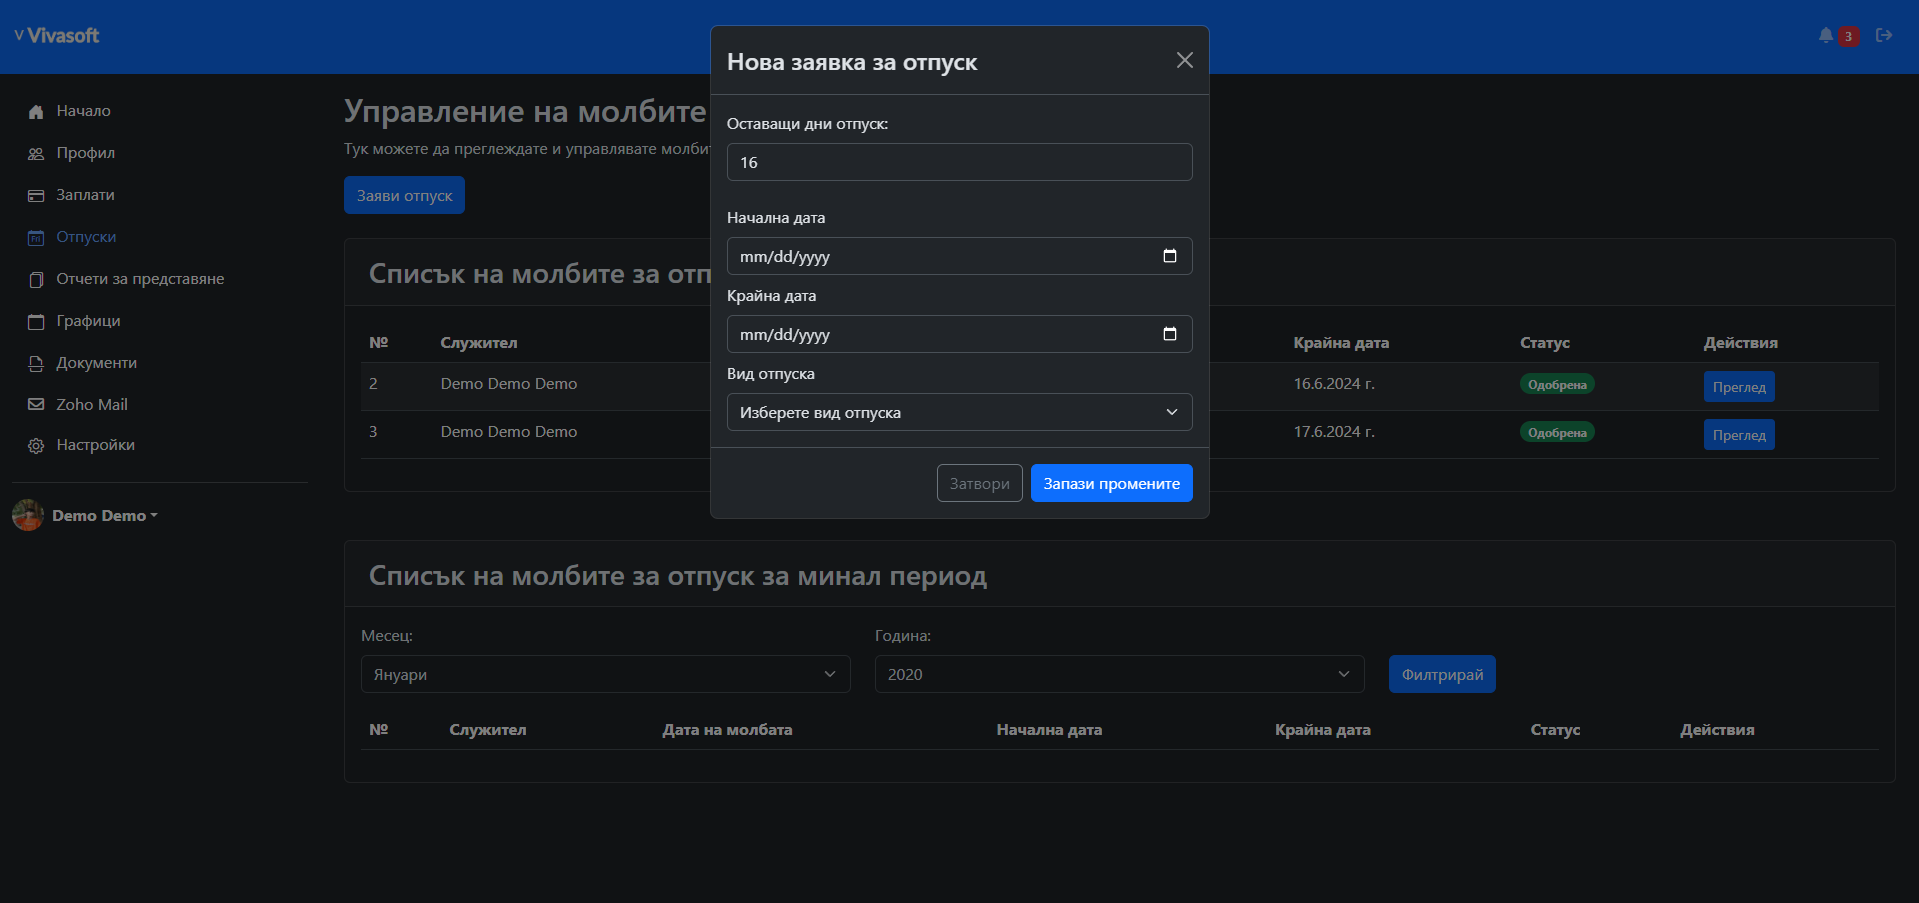 v Vivasoft
3
Начало
Профил
Заплати
Fri Отпуски
Отчети за представяне
Графици
Документи
Zoho Mail
Настройки
Demo Demo
Управление на молбите
Тук можете да преглеждате и управлявате
Заяви отпуск
Списък на молбите за
№ Служител Крайна дата Статус Действия
2 Demo Demo Demo 16.6.2024 г. Одобрена Преглед
3 Demo Demo Demo 17.6.2024 г. Одобрена Преглед
Нова заявка за отпуск
Оставащи дни отпуск:
16
Начална дата
mm/dd/yyyy
Крайна дата
mm/dd/yyyy
Вид отпуска
Изберете вид отпуска
Затвори Запази промените
Списък на молбите за отпуск за минал период
Месец: Година:
Януари 2020 Филтрирай
№ Служител Дата на молбата Начална дата Крайна дата Статус Действия